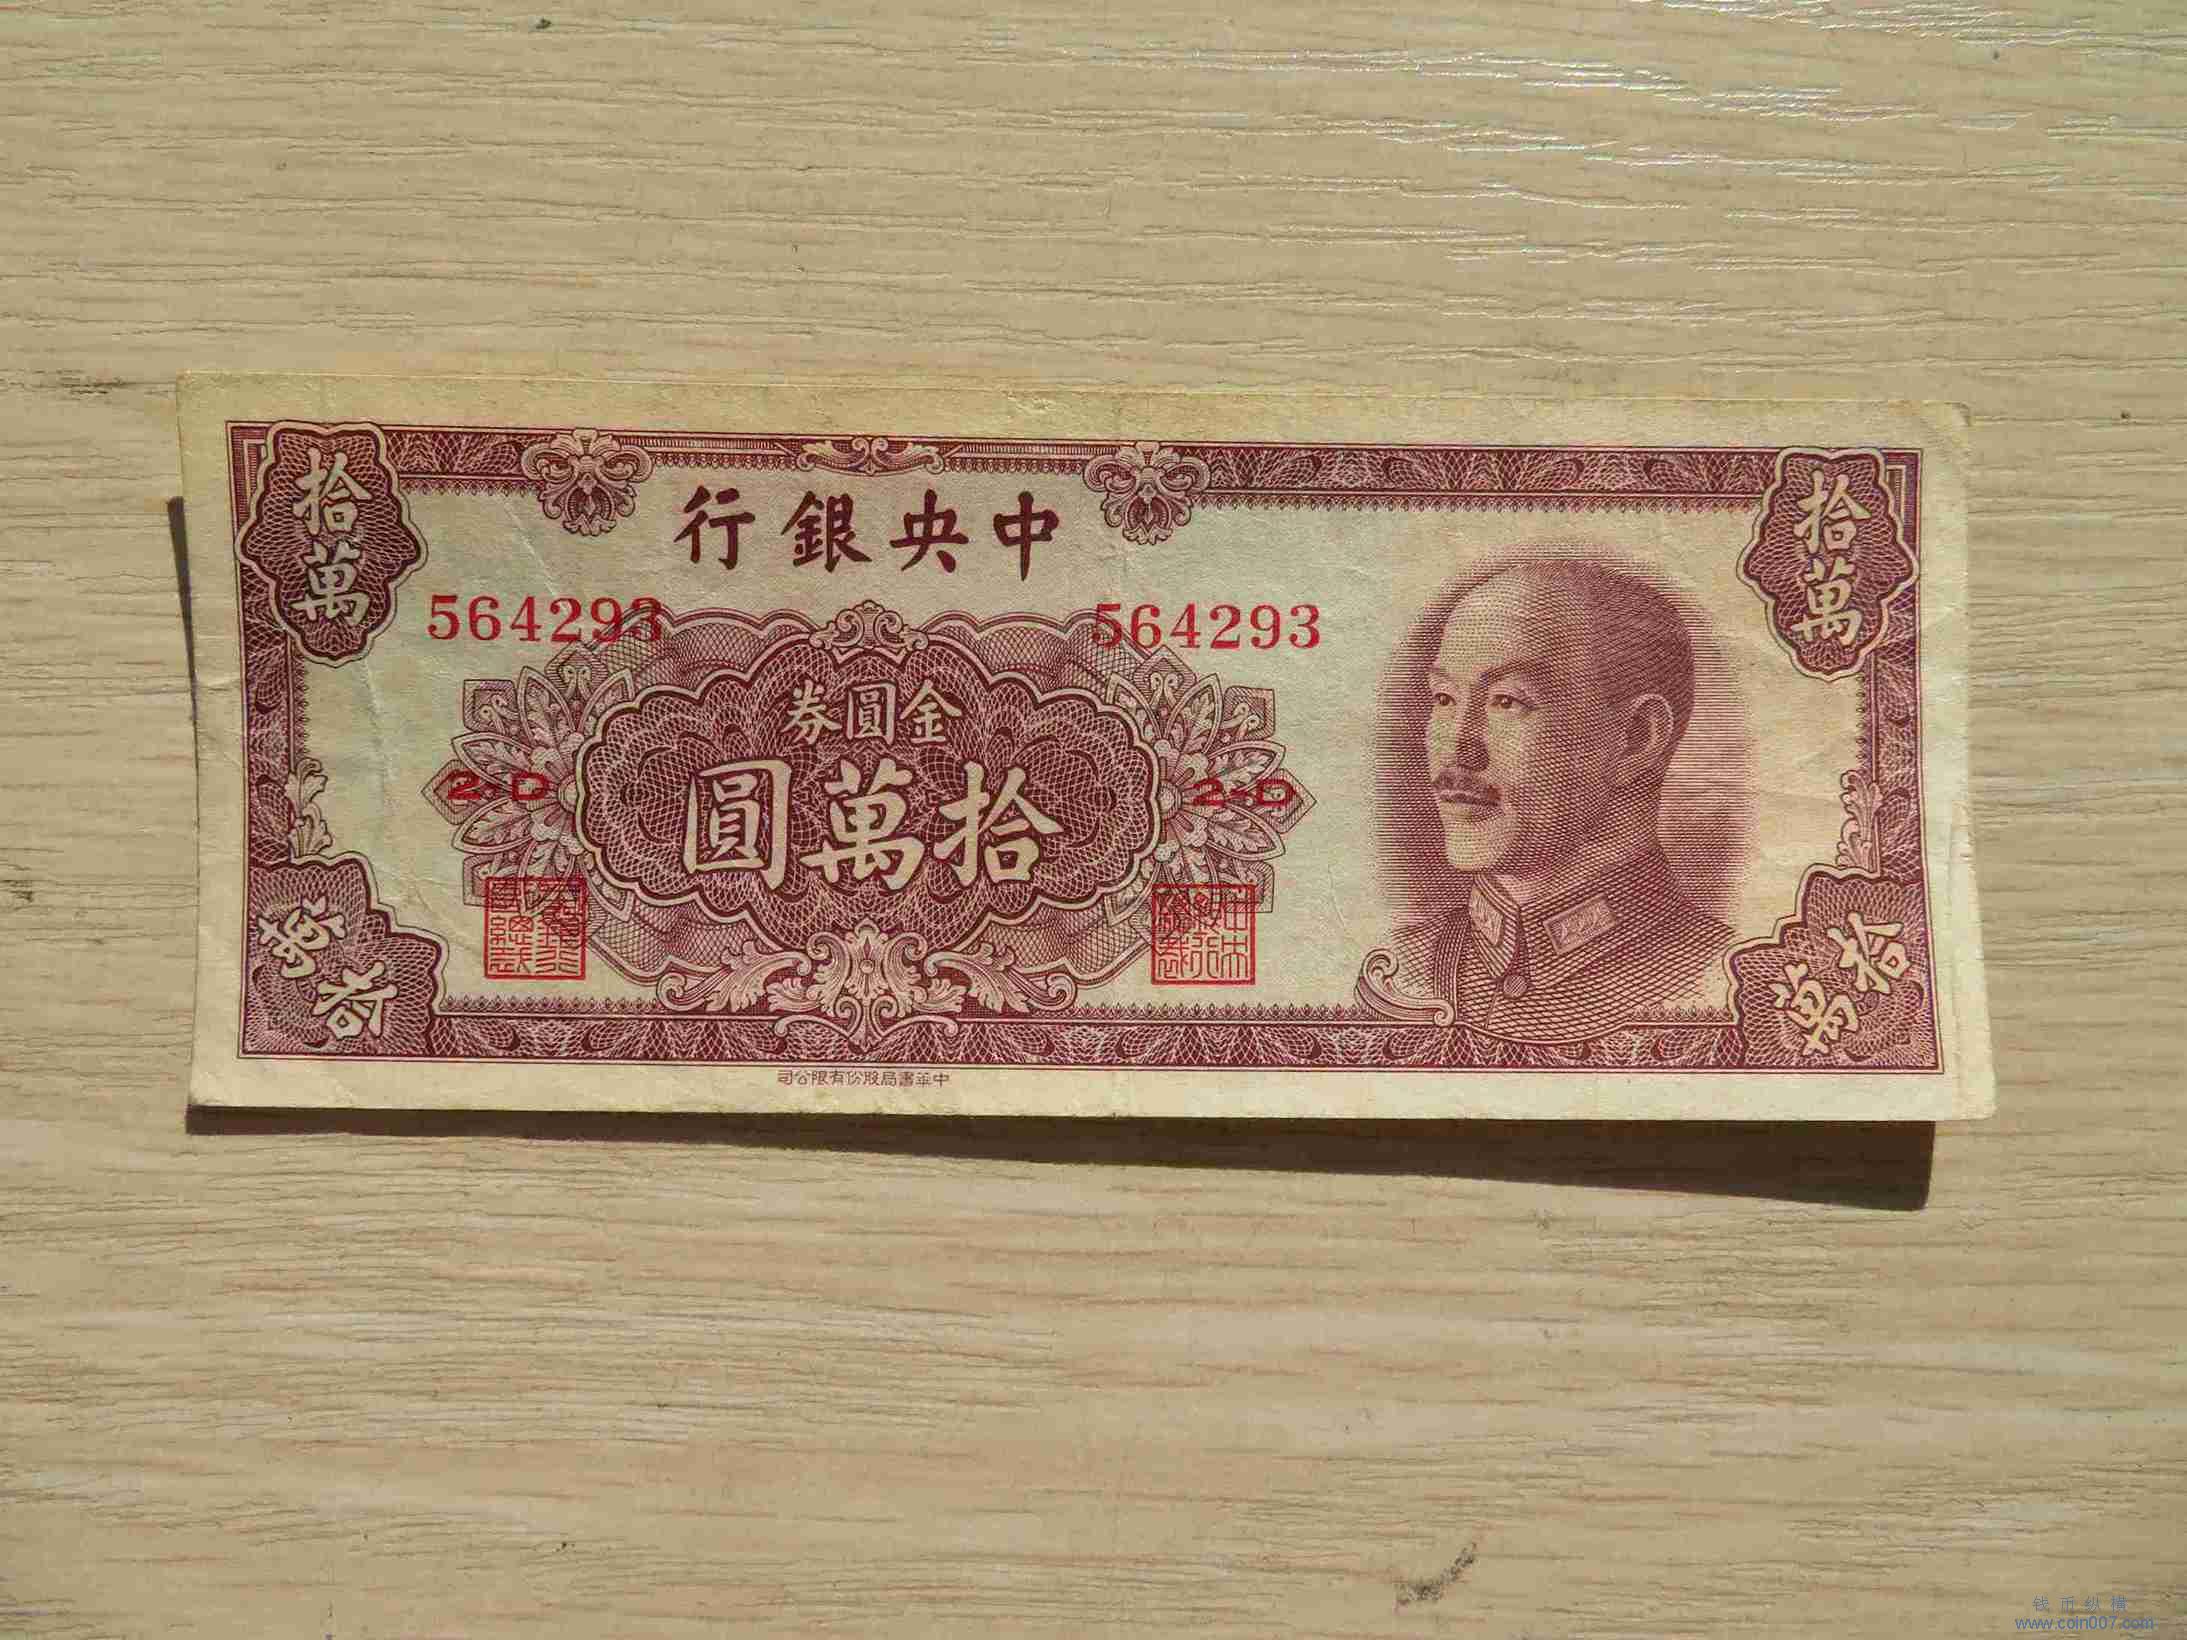 拾萬
中央銀行
拾萬
564293
564293
金圓券
2-D
拾萬圓
2-D
拾萬
拾萬
中華書局股份有限公司
钱币纵横
www.coin007.com